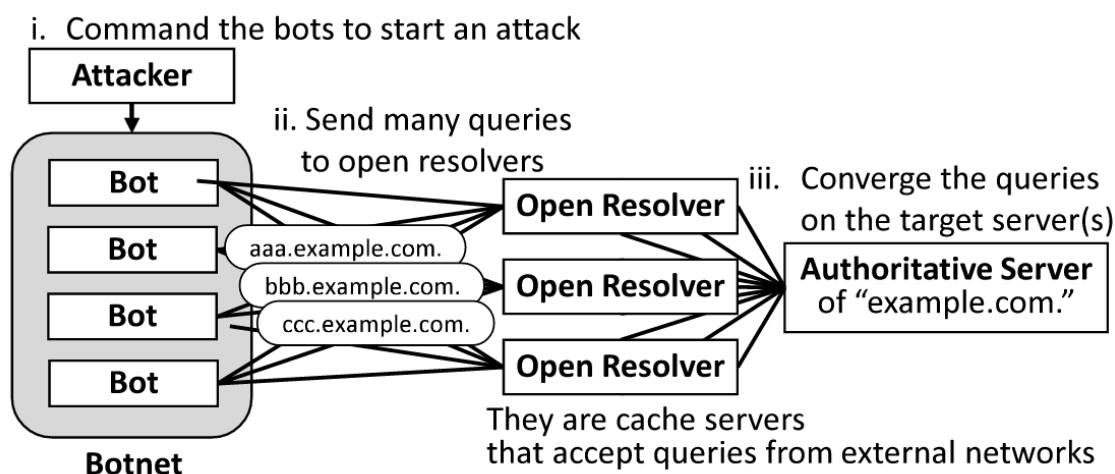 i. Command the bots to start an attack
Attacker
ii. Send many queries
to open resolvers
Bot
Bot
Bot
Bot
Botnet
aaa.example.com.
bbb.example.com.
ccc.example.com.
Open Resolver
Open Resolver
Open Resolver
They are cache servers
that accept queries from external networks
iii. Converge the queries
on the target server(s)
Authoritative Server
of “example.com.”